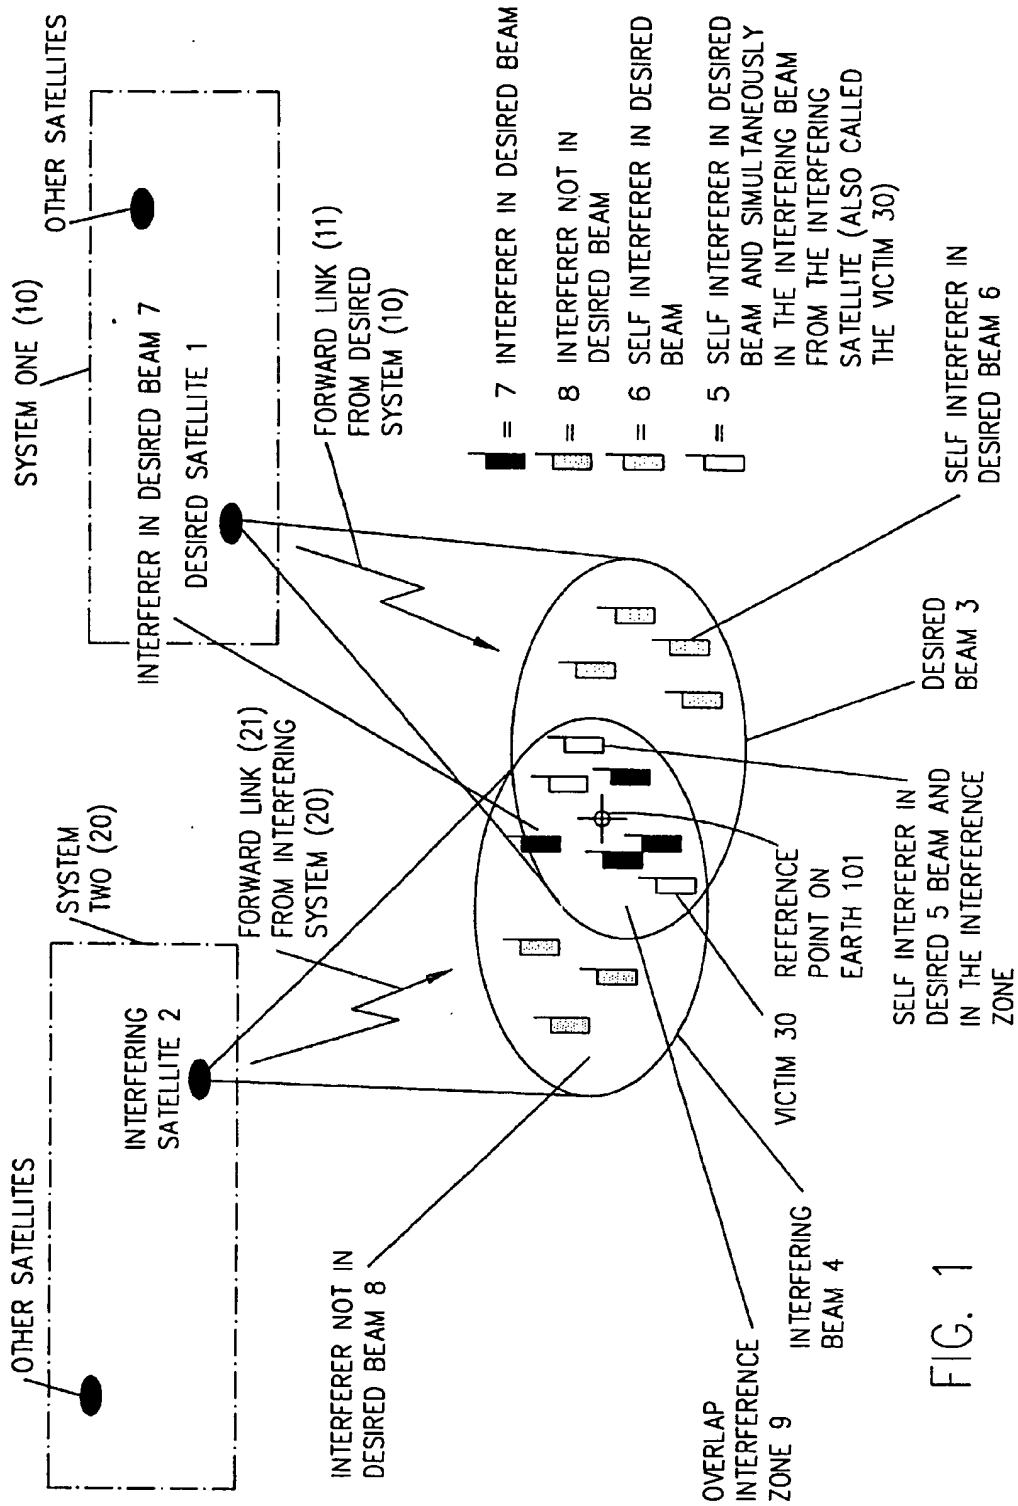 OTHER SATELLITES
SYSTEM
TWO (20)
SYSTEM ONE (10)
OTHER SATELLITES
INTERFERING
SATELLITE 2
INTERFERER IN DESIRED BEAM 7
DESIRED SATELLITE 1
FORWARD LINK (21)
FROM INTERFERING
SYSTEM (20)
FORWARD LINK (11)
FROM DESIRED
SYSTEM (10)
INTERFERER NOT IN
DESIRED BEAM 8
= 7 INTERFERER IN DESIRED BEAM
= 8 INTERFERER NOT IN
DESIRED BEAM
= 6 SELF INTERFERER IN DESIRED
BEAM
= 5 SELF INTERFERER IN DESIRED
BEAM AND SIMULTANEOUSLY
IN THE INTERFERING BEAM
FROM THE INTERFERING
SATELLITE (ALSO CALLED
THE VICTIM 30)
OVERLAP
INTERFERENCE
ZONE 9
INTERFERING
BEAM 4
VICTIM 30
REFERENCE
POINT ON
EARTH 101
SELF INTERFERER IN
DESIRED 5 BEAM AND
IN THE INTERFERENCE
ZONE
DESIRED
BEAM 3
SELF INTERFERER IN
DESIRED BEAM 6
FIG. 1